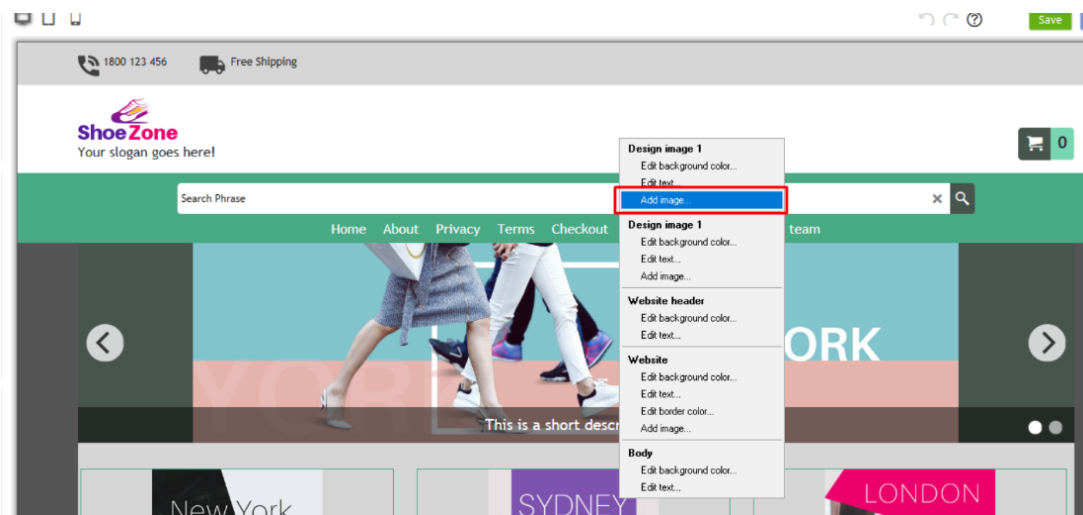 Save
1800 123 456
Free Shipping
ShoeZone
Your slogan goes here!
0
Design image 1
Edit background color...
Edit text...
Add image...
Design image 1
Edit background color...
Edit text...
Add image...
Website header
Edit background color...
Edit text...
Website
Edit background color...
Edit text...
Edit border color...
Add image...
Body
Edit background color...
Edit text...
Search Phrase
Home About Privacy Terms Checkout team
YORK
ORK
This is a short descr
New York
SYDNEY
LONDON